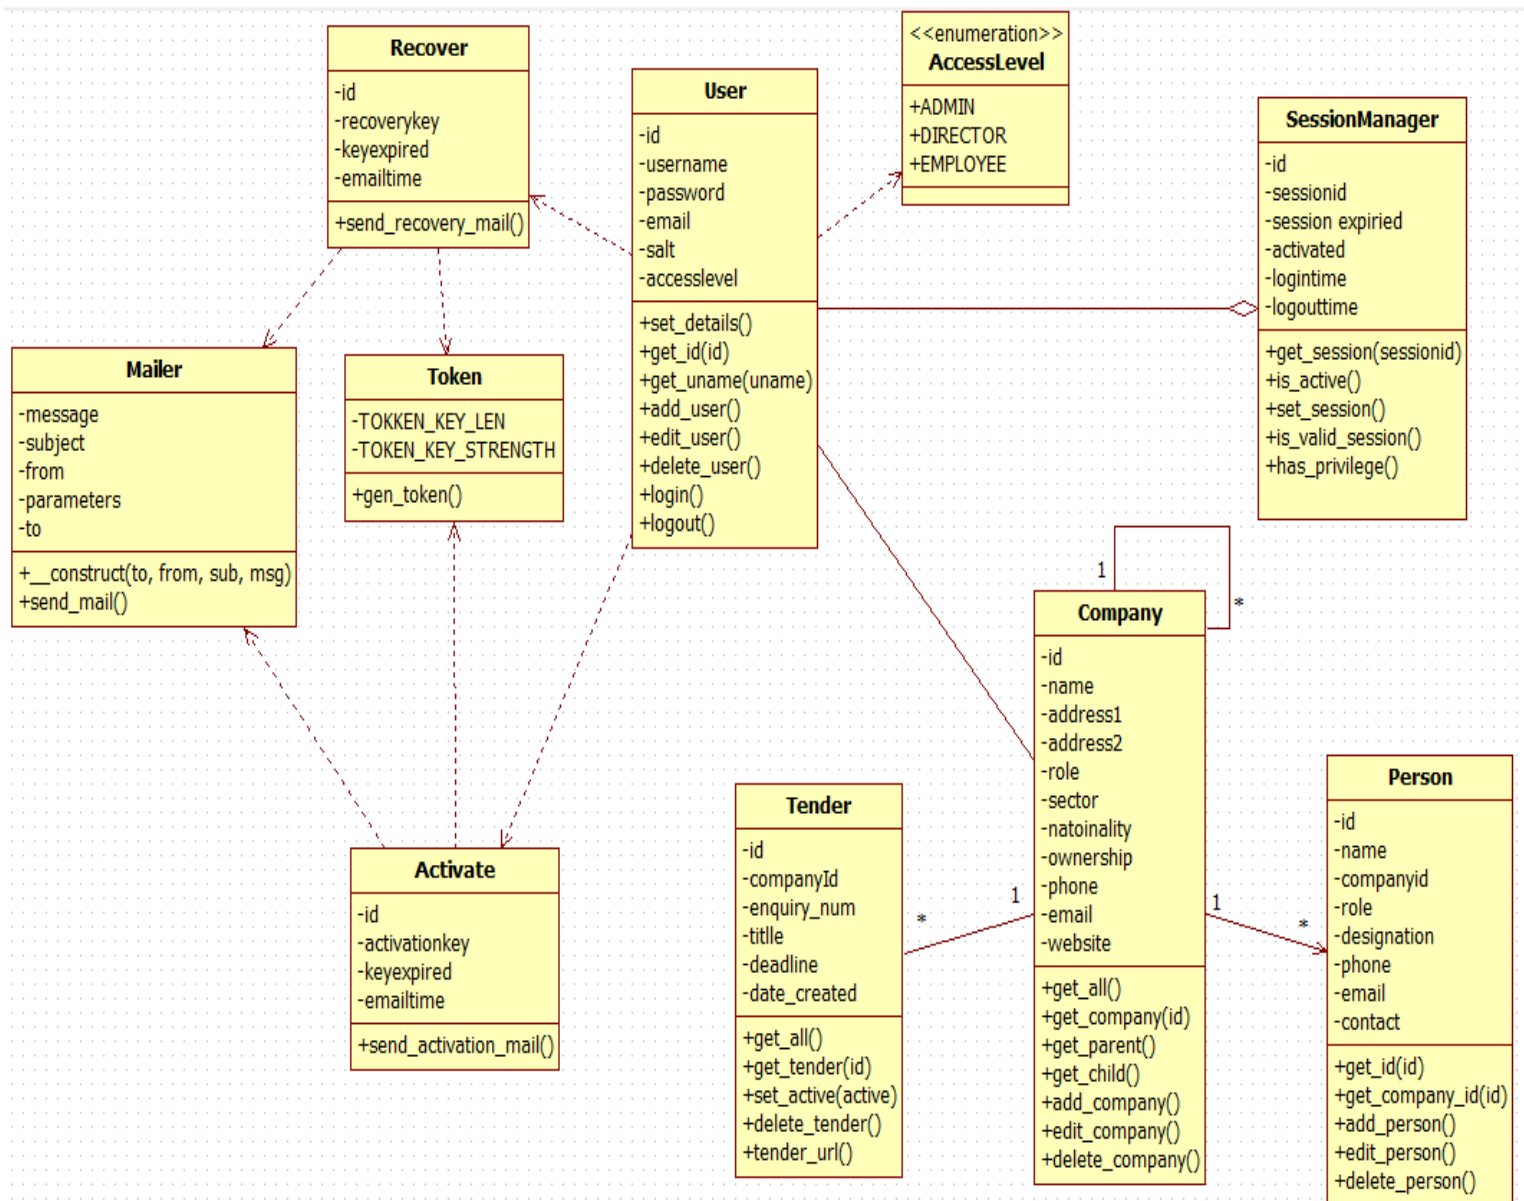 Recover
-id
-recoverykey
-keyexpired
-emailtime
+send_recovery_mail()
User
-id
-username
-password
-email
-salt
-accesslevel
+set_details()
+get_id(id)
+get_uname(uname)
+add_user()
+edit_user()
+delete_user()
+login()
+logout()
<<enumeration>>
AccessLevel
+ADMIN
+DIRECTOR
+EMPLOYEE
SessionManager
-id
-sessionid
-session expiried
-activated
-logintime
-logouttime
+get_session(sessionid)
+is_active()
+set_session()
+is_valid_session()
+has_privilege()
Mailer
-message
-subject
-from
-parameters
-to
+__construct(to, from, sub, msg)
+send_mail()
Token
-TOKKEN_KEY_LEN
-TOKEN_KEY_STRENGTH
+gen_token()
1
*
Company
-id
-name
-address1
-address2
-role
-sector
-natoinality
-ownership
-phone
-email
-website
+get_all()
+get_company(id)
+get_parent()
+get_child()
+add_company()
+edit_company()
+delete_company()
Activate
-id
-activationkey
-keyexpired
-emailtime
+send_activation_mail()
Tender
-id
-companyId
-enquiry_num
-titlle
-deadline
-date_created
+get_all()
+get_tender(id)
+set_active(active)
+delete_tender()
+tender_url()
*
1
1
*
Person
-id
-name
-companyid
-role
-designation
-phone
-email
-contact
+get_id(id)
+get_company_id(id)
+add_person()
+edit_person()
+delete_person()